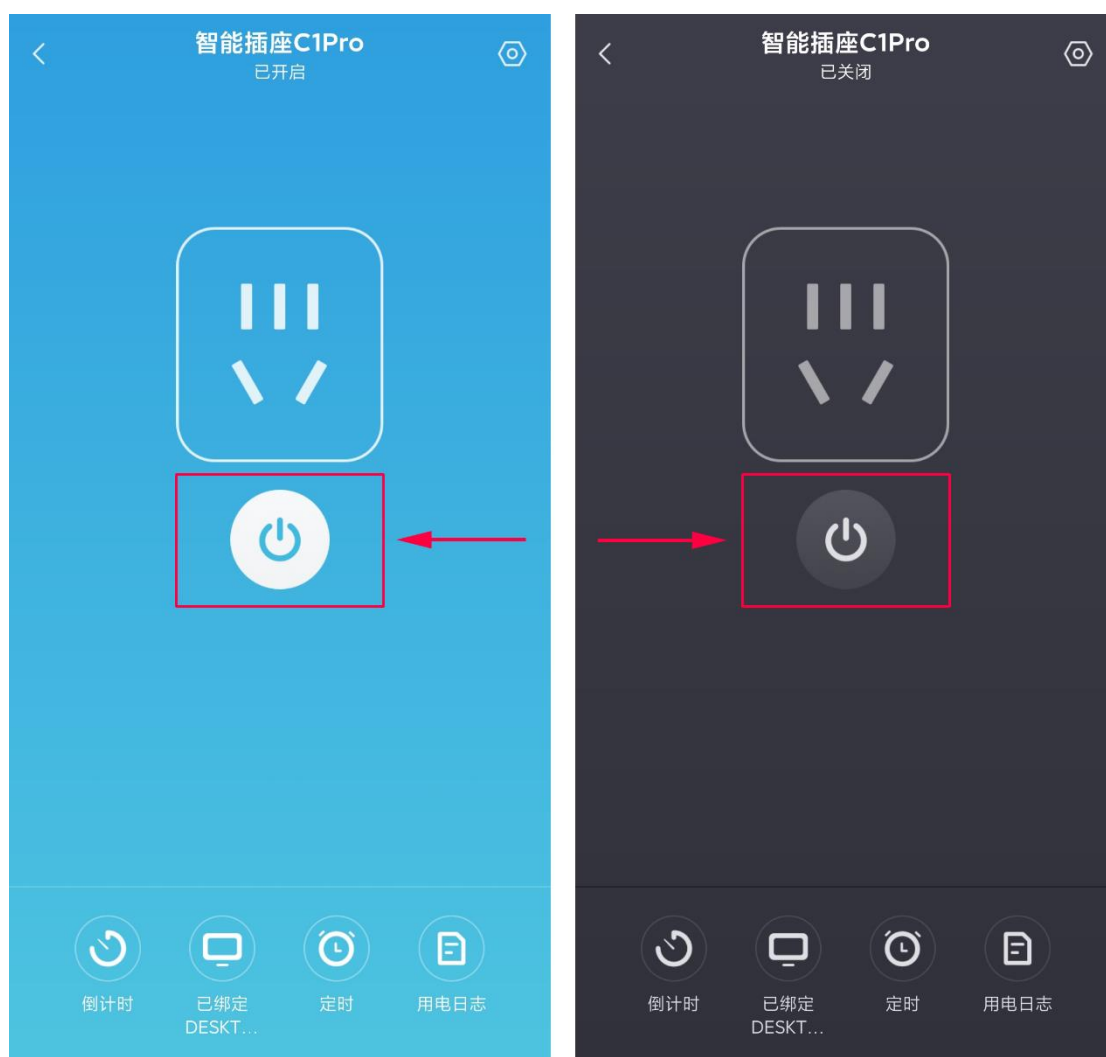 智能插座C1Pro
已开启
倒计时
已绑定
DESKT...
定时
用电日志
智能插座C1Pro
已关闭
倒计时
已绑定
DESKT...
定时
用电日志